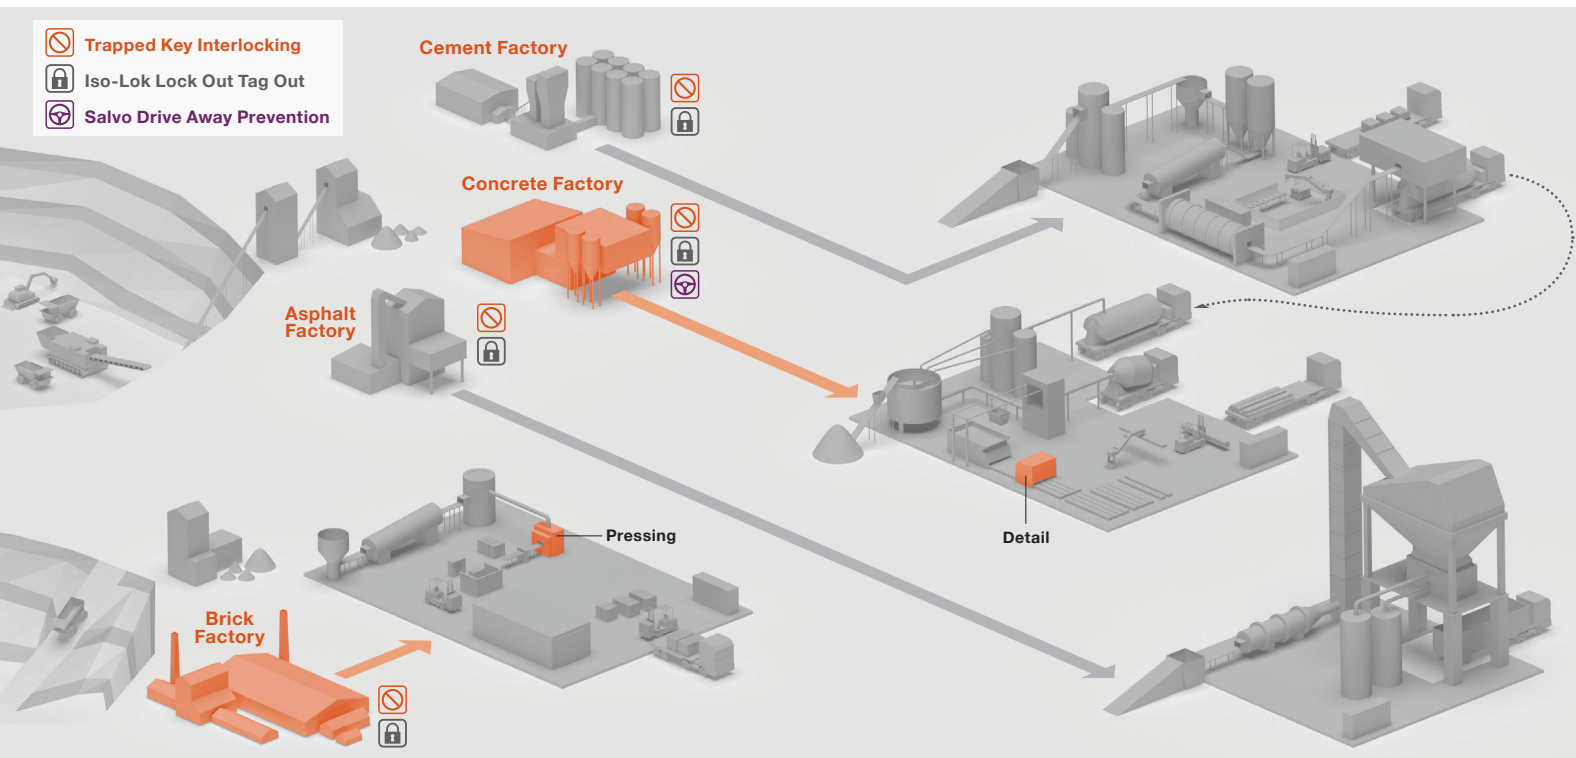 Trapped Key Interlocking
Iso-Lok Lock Out Tag Out
Salvo Drive Away Prevention
Cement Factory
Concrete Factory
Asphalt
Factory
Pressing
Detail
Brick
Factory